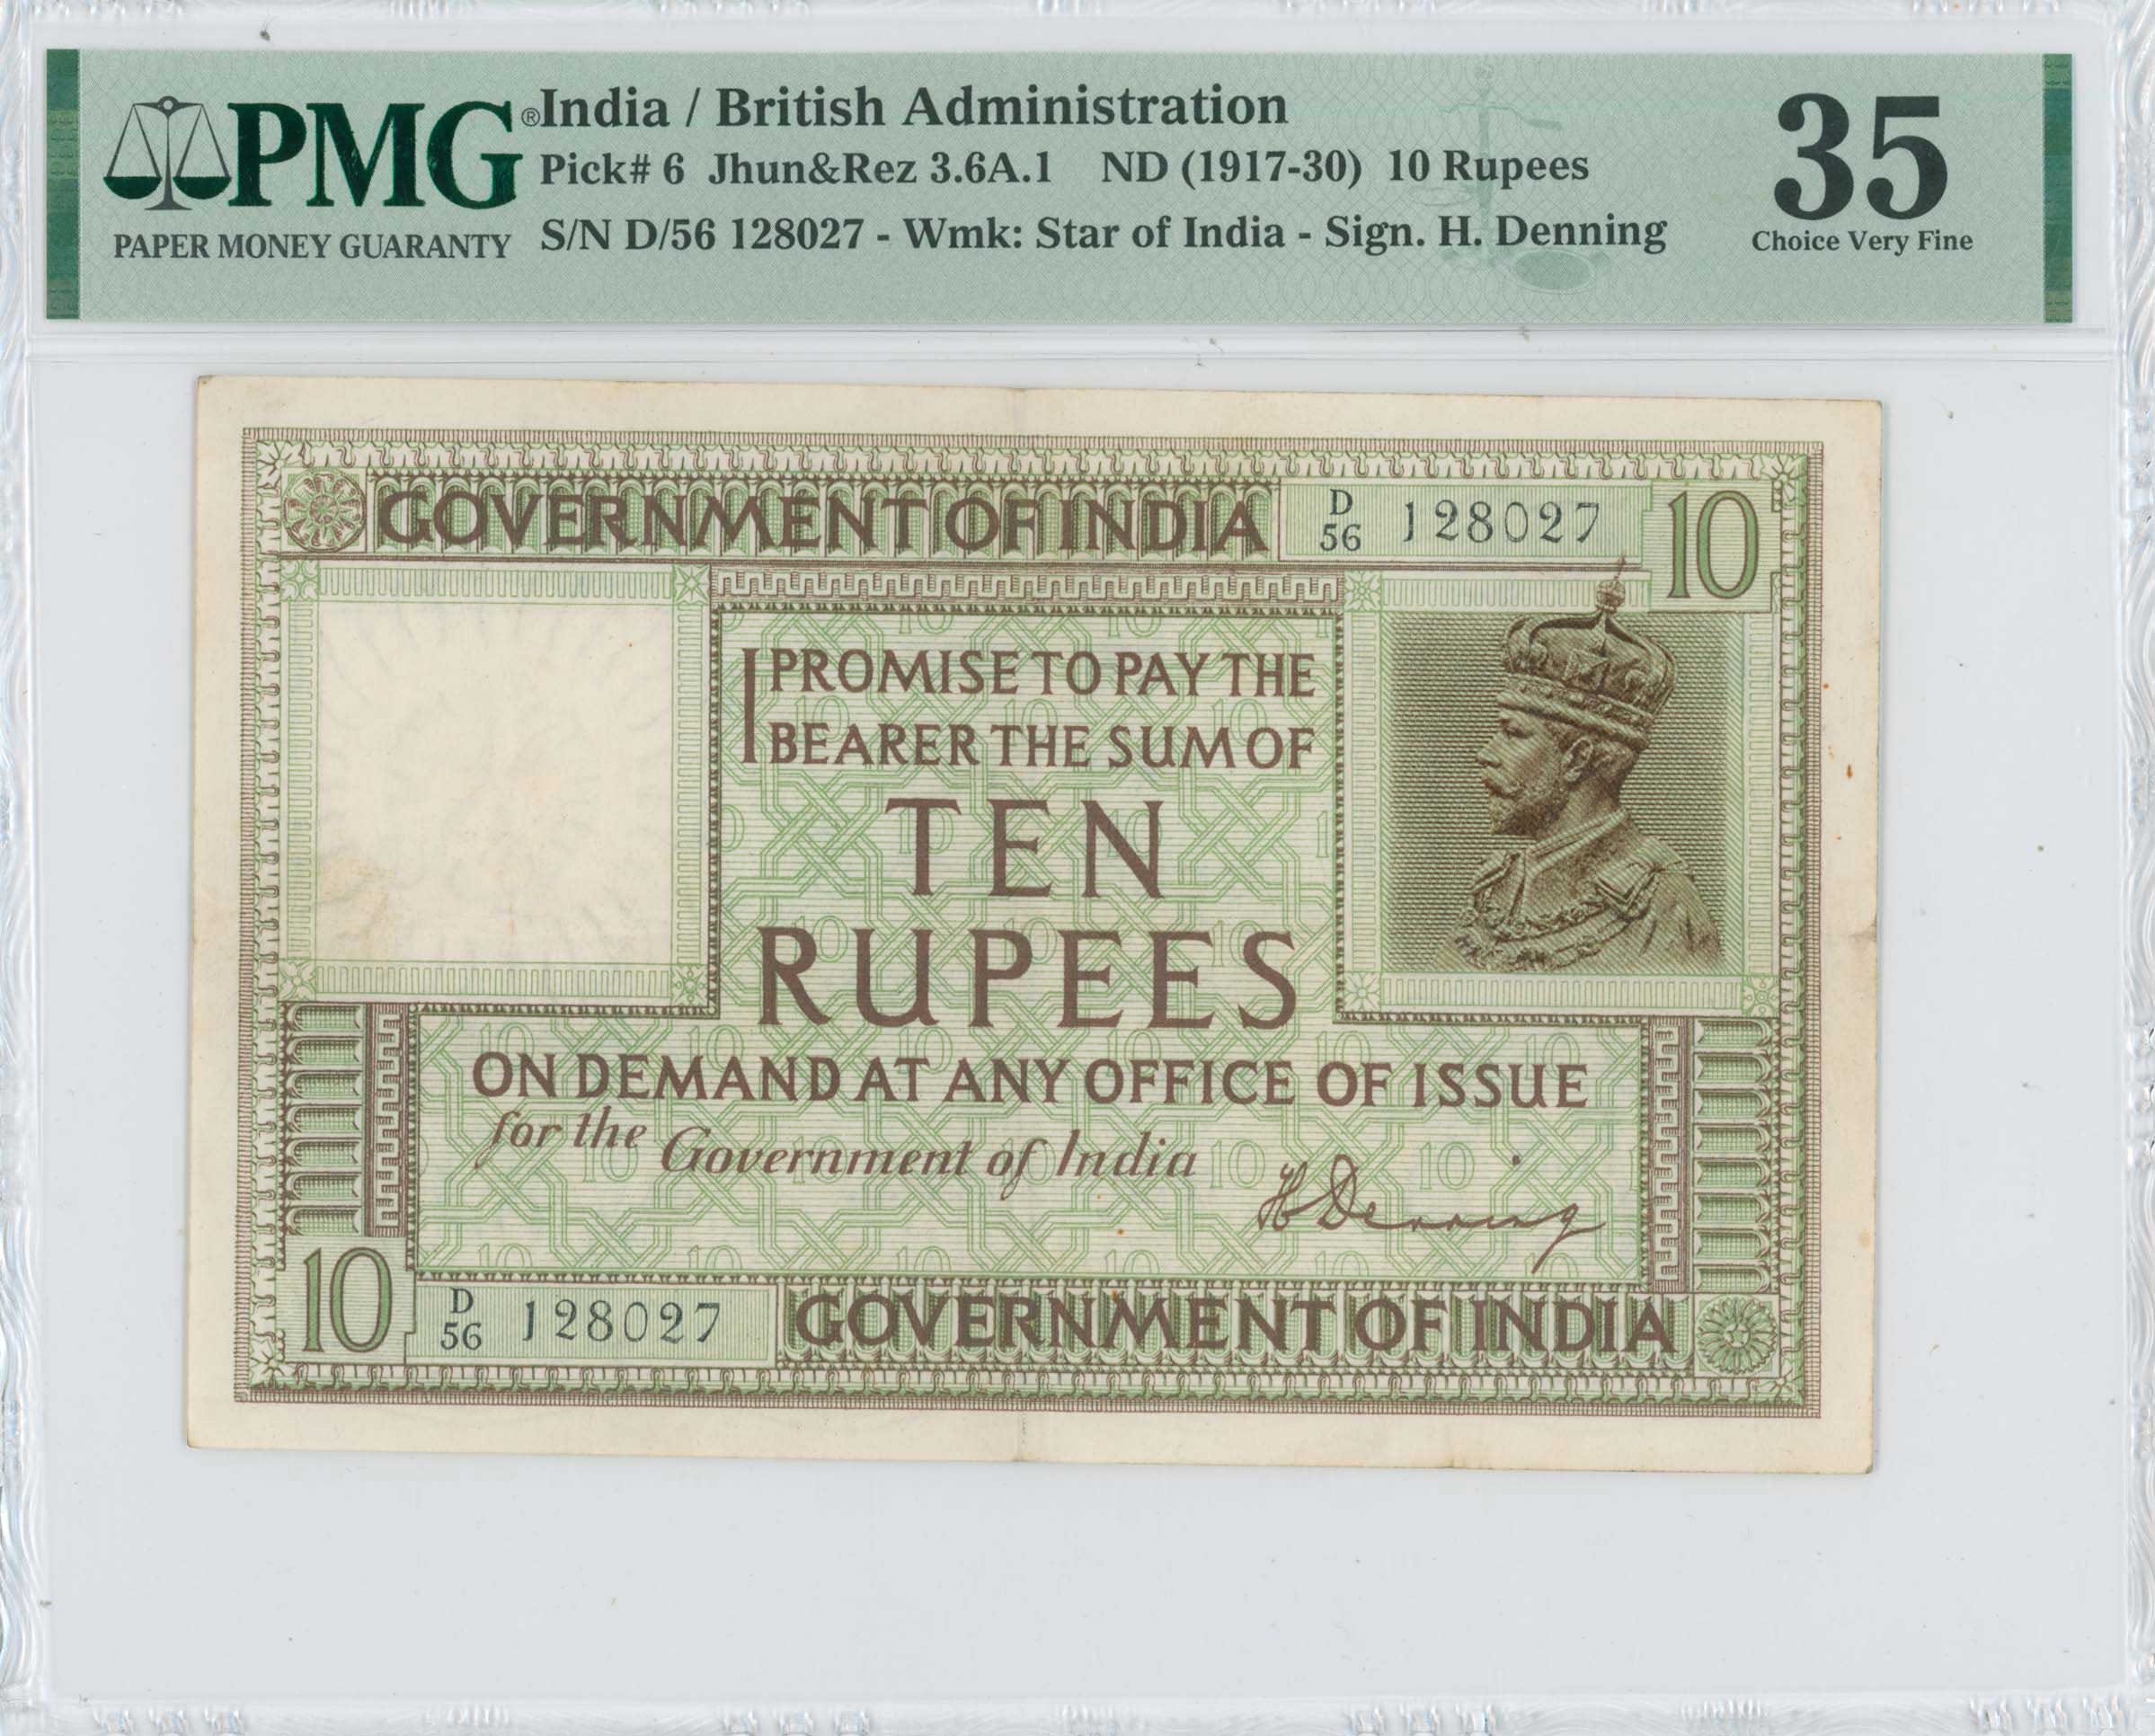 PMG
®
PAPER MONEY GUARANTY
India / British Administration
Pick# 6 Jhun&Rez 3.6A.1 ND (1917-30) 10 Rupees
S/N D/56 128027 - Wmk: Star of India - Sign. H. Denning
35
Choice Very Fine
GOVERNMENT OF INDIA
D
56 128027
10
I PROMISE TO PAY THE
BEARER THE SUM OF
TEN
RUPEES
ON DEMAND AT ANY OFFICE OF ISSUE
for the Government of India
H Denning
10
D
56 128027
GOVERNMENT OF INDIA